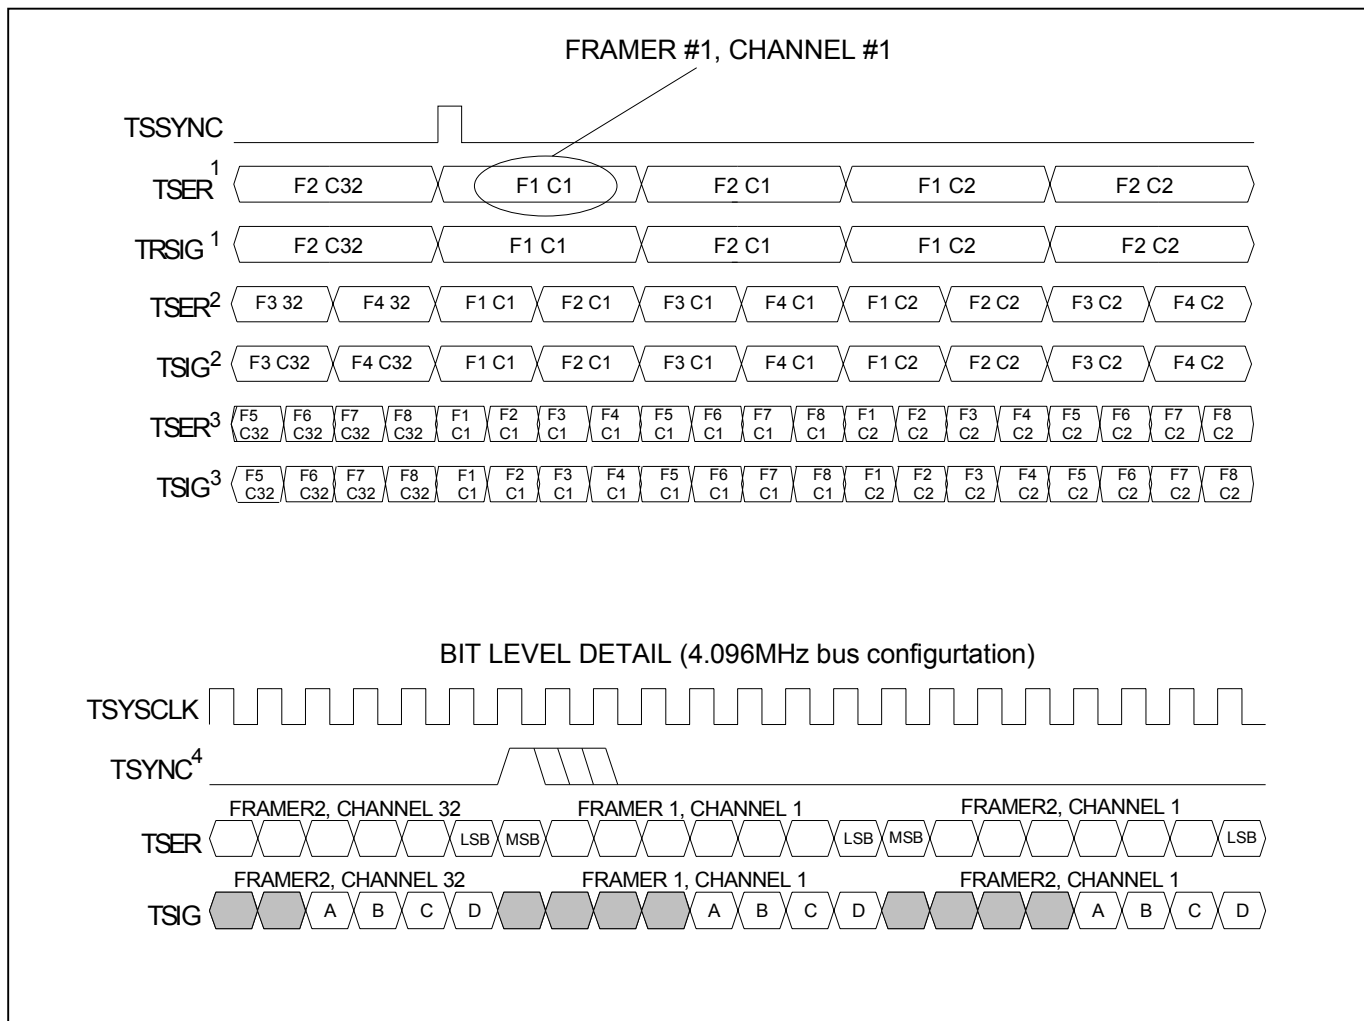 FRAMER #1, CHANNEL #1
TSSYNC
TSER 1 F2 C32 F1 C1 F2 C1 F1 C2 F2 C2
TRSIG 1 F2 C32 F1 C1 F2 C1 F1 C2 F2 C2
TSER2 F3 32 F4 32 F1 C1 F2 C1 F3 C1 F4 C1 F1 C2 F2 C2 F3 C2 F4 C2
TSIG2 F3 C32 F4 C32 F1 C1 F2 C1 F3 C1 F4 C1 F1 C2 F2 C2 F3 C2 F4 C2
TSER3 F5 C32 F6 C32 F7 C32 F8 C32 F1 C1 F2 C1 F3 C1 F4 C1 F5 C1 F6 C1 F7 C1 F8 C1 F1 C2 F2 C2 F3 C2 F4 C2 F5 C2 F6 C2 F7 C2 F8 C2
TSIG3 F5 C32 F6 C32 F7 C32 F8 C32 F1 C1 F2 C1 F3 C1 F4 C1 F5 C1 F6 C1 F7 C1 F8 C1 F1 C2 F2 C2 F3 C2 F4 C2 F5 C2 F6 C2 F7 C2 F8 C2
BIT LEVEL DETAIL (4.096MHz bus configurtation)
TSYSCLK
TSYNC4
FRAMER2, CHANNEL 32 FRAMER 1, CHANNEL 1 FRAMER2, CHANNEL 1
TSER LSB MSB LSB MSB LSB
FRAMER2, CHANNEL 32 FRAMER 1, CHANNEL 1 FRAMER2, CHANNEL 1
TSIG A B C D A B C D A B C D